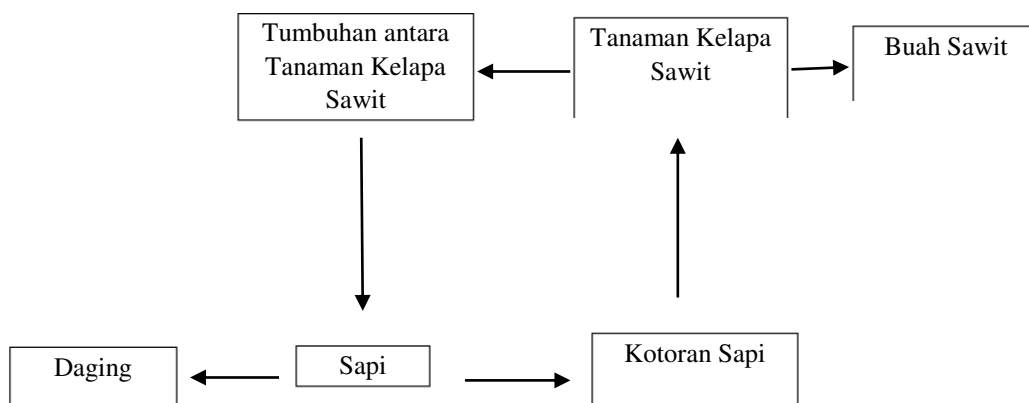 Tumbuhan antara
Tanaman Kelapa
Sawit
Tanaman Kelapa
Sawit
Buah Sawit
Daging
Sapi
Kotoran Sapi